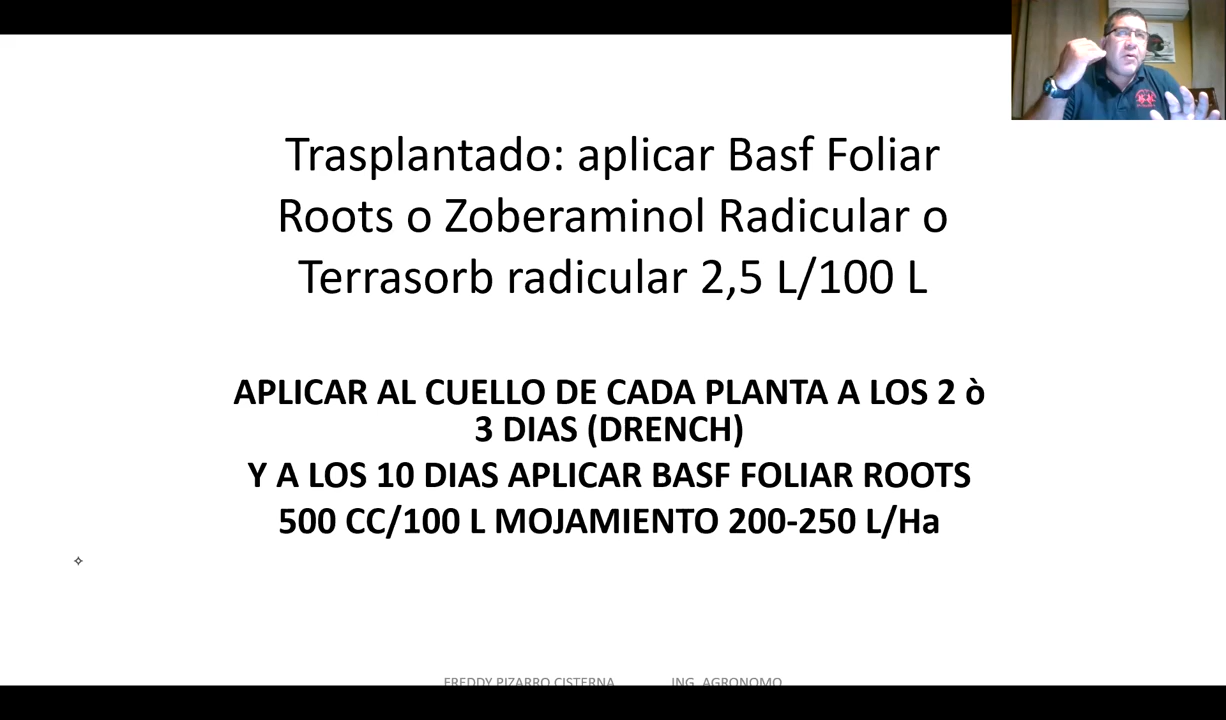 Trasplantado: aplicar Basf Foliar
Roots o Zoberaminol Radicular o
Terrasorb radicular 2,5 L/100 L
APLICAR AL CUELLO DE CADA PLANTA A LOS 2 ò
3 DIAS (DRENCH)
Y A LOS 10 DIAS APLICAR BASF FOLIAR ROOTS
500 CC/100 L MOJAMIENTO 200-250 L/Ha
FREDDY PIZARRO CISTERNA ING. AGRONOMO